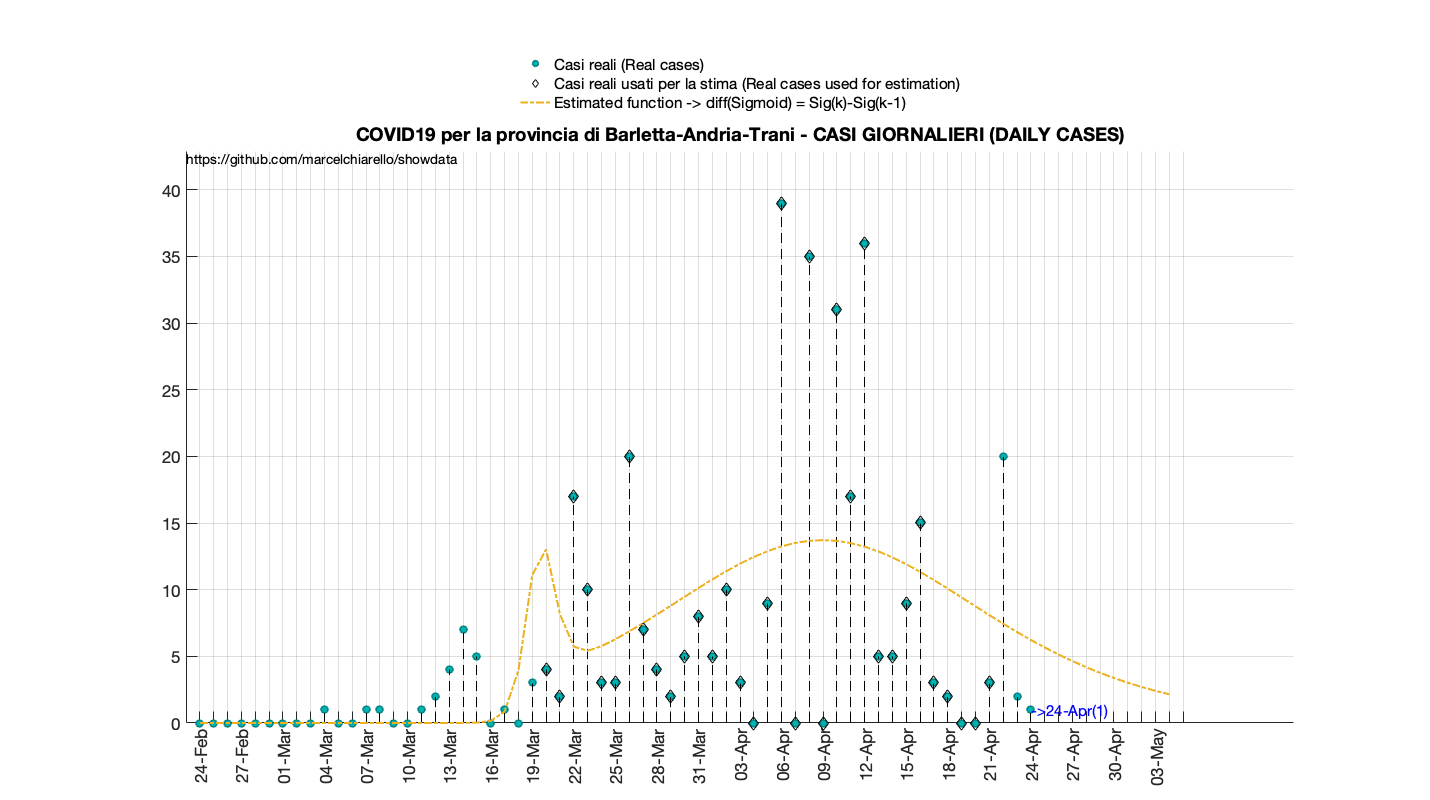 Casi reali (Real cases)
Casi reali usati per la stima (Real cases used for estimation)
Estimated function -> diff(Sigmoid) = Sig(k)-Sig(k-1)
COVID19 per la provincia di Barletta-Andria-Trani - CASI GIORNALIERI (DAILY CASES)
https://github.com/marcelchiarello/showdata
40
35
30
25
20
15
10
5
0
->24-Apr(1)
24-Feb
27-Feb
01-Mar
04-Mar
07-Mar
10-Mar
13-Mar
16-Mar
19-Mar
22-Mar
25-Mar
28-Mar
31-Mar
03-Apr
06-Apr
09-Apr
12-Apr
15-Apr
18-Apr
21-Apr
24-Apr
27-Apr
30-Apr
03-May